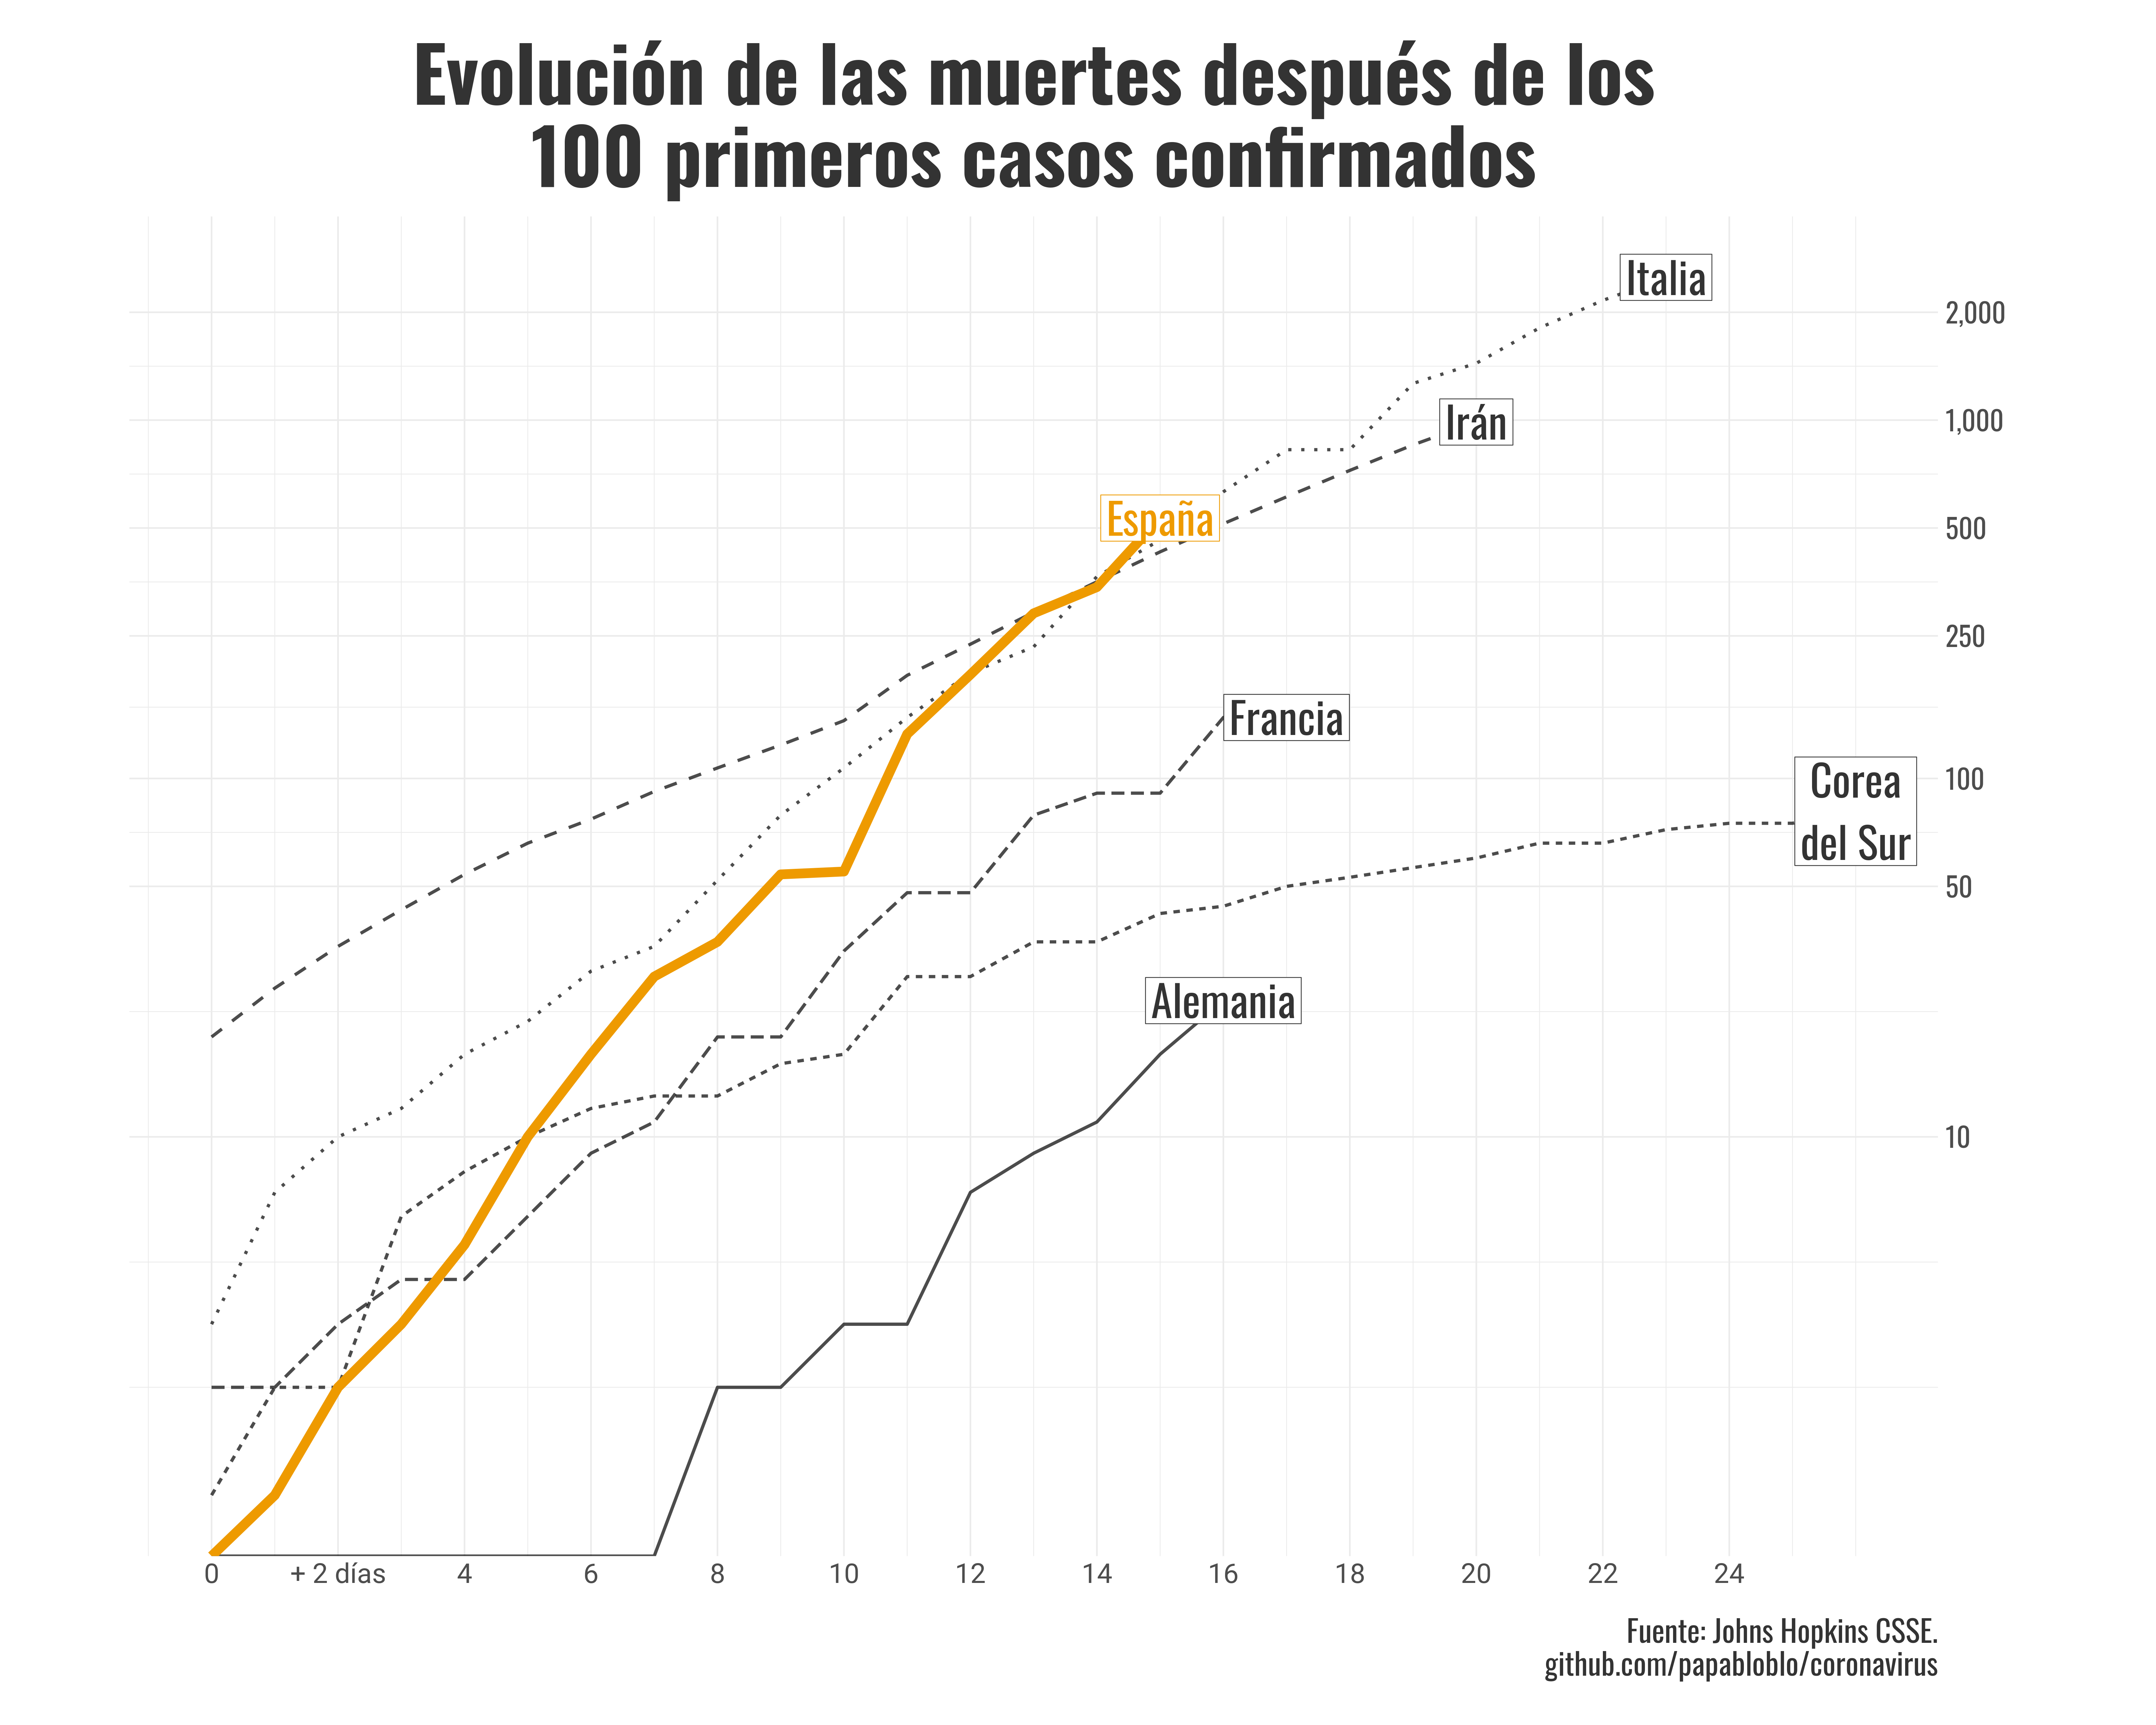 Evolución de las muertes después de los
100 primeros casos confirmados
Italia
2,000
Irán
1,000
España
500
250
Francia
Corea
del Sur
100
50
Alemania
10
0 + 2 días 4 6 8 10 12 14 16 18 20 22 24
Fuente: Johns Hopkins CSSE.
github.com/papabloblo/coronavirus